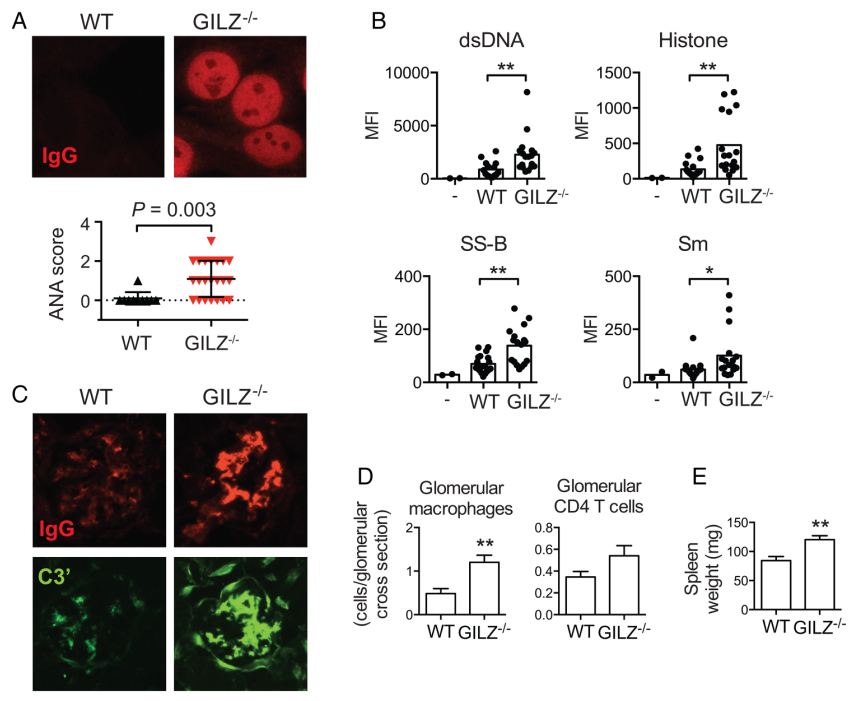 A
WT
GILZ-/-
IgG
P = 0.003
ANA score
4
2
0
WT
GILZ-/-
B
dsDNA
**
MFI
10000
5000
0
-
WT
GILZ-/-
Histone
**
MFI
1500
1000
500
0
-
WT
GILZ-/-
SS-B
**
MFI
400
200
0
-
WT
GILZ-/-
Sm
*
MFI
500
0
-
WT
GILZ-/-
C
WT
GILZ-/-
IgG
C3'
D
Glomerular
macrophages
(cells/glomerular
cross section)
2
1
0
**
WT
GILZ-/-
Glomerular
CD4 T cells
0.8
0.6
0.4
0.2
0.0
WT
GILZ-/-
E
Spleen
weight (mg)
150
100
50
0
**
WT
GILZ-/-